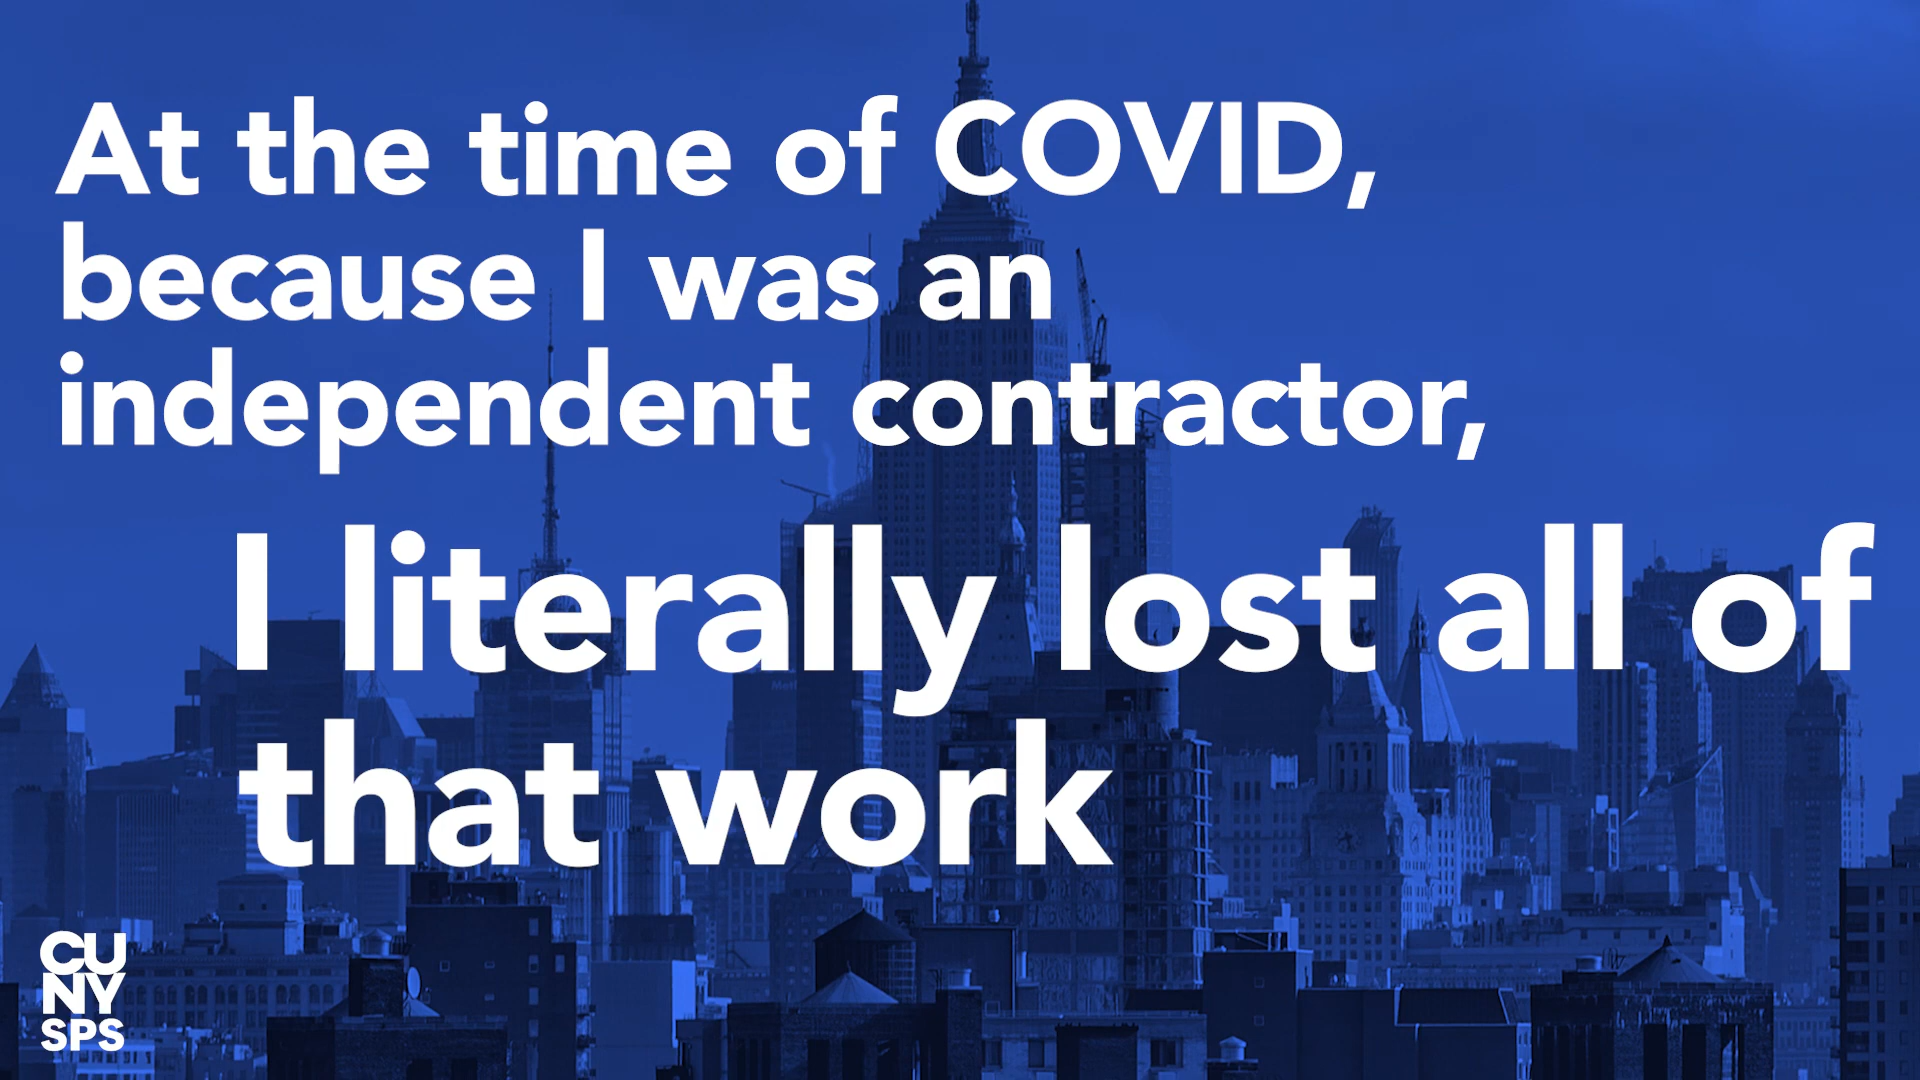 At the time of COVID,
because I was an
independent contractor,
I literally lost all of
that work
CU
NY
SPS